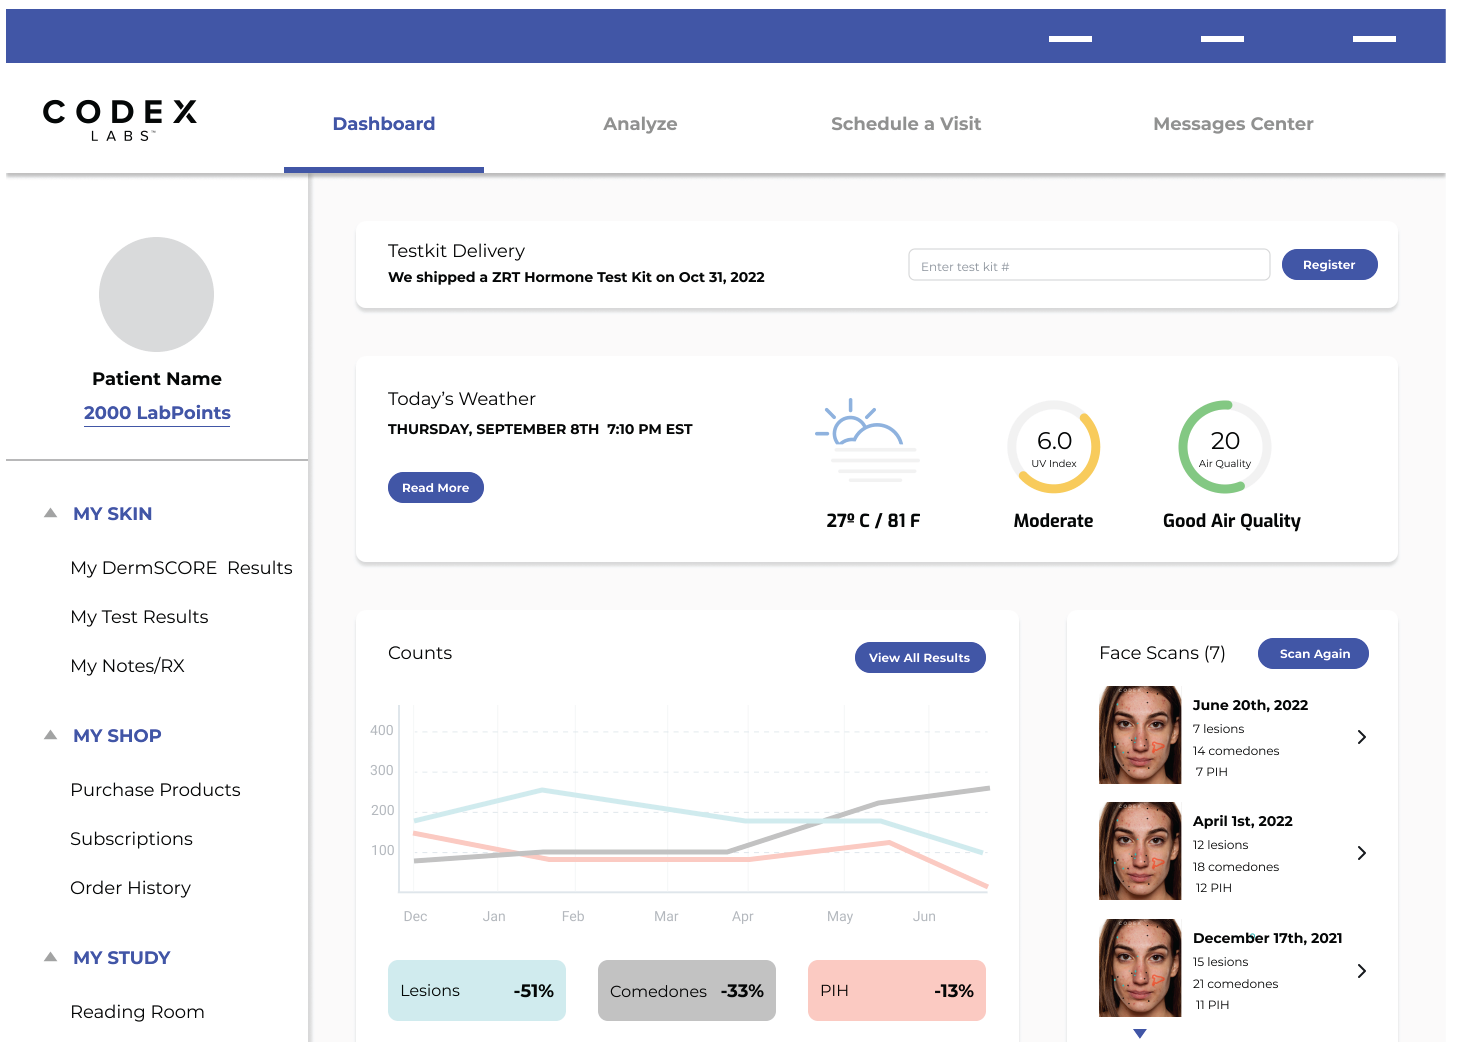 CODEX
LABS™
Dashboard
Analyze
Schedule a Visit
Messages Center
Patient Name
2000 LabPoints
MY SKIN
My DermSCORE  Results
My Test Results
My Notes/RX
MY SHOP
Purchase Products
Subscriptions
Order History
MY STUDY
Reading Room
Testkit Delivery
We shipped a ZRT Hormone Test Kit on Oct 31, 2022
Enter test kit #
Register
Today’s Weather
THURSDAY, SEPTEMBER 8TH  7:10 PM EST
Read More
27º C / 81 F
6.0
UV Index
Moderate
20
Air Quality
Good Air Quality
Counts
View All Results
400
300
200
100
Dec Jan Feb Mar Apr May Jun
Lesions -51%
Comedones -33%
PIH -13%
Face Scans (7)
Scan Again
June 20th, 2022
7 lesions
14 comedones
7 PIH
April 1st, 2022
12 lesions
18 comedones
12 PIH
December 17th, 2021
15 lesions
21 comedones
11 PIH